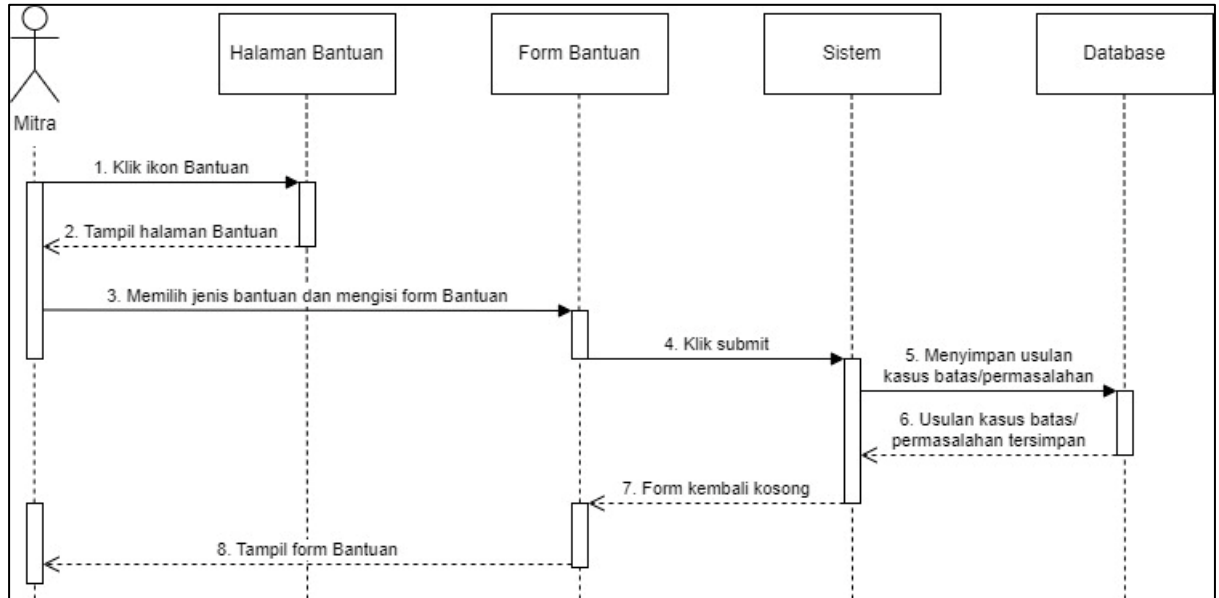 Halaman Bantuan
Form Bantuan
Sistem
Database
Mitra
1. Klik ikon Bantuan
2. Tampil halaman Bantuan
3. Memilih jenis bantuan dan mengisi form Bantuan
4. Klik submit
5. Menyimpan usulan
kasus batas/permasalahan
6. Usulan kasus batas/
permasalahan tersimpan
7. Form kembali kosong
8. Tampil form Bantuan